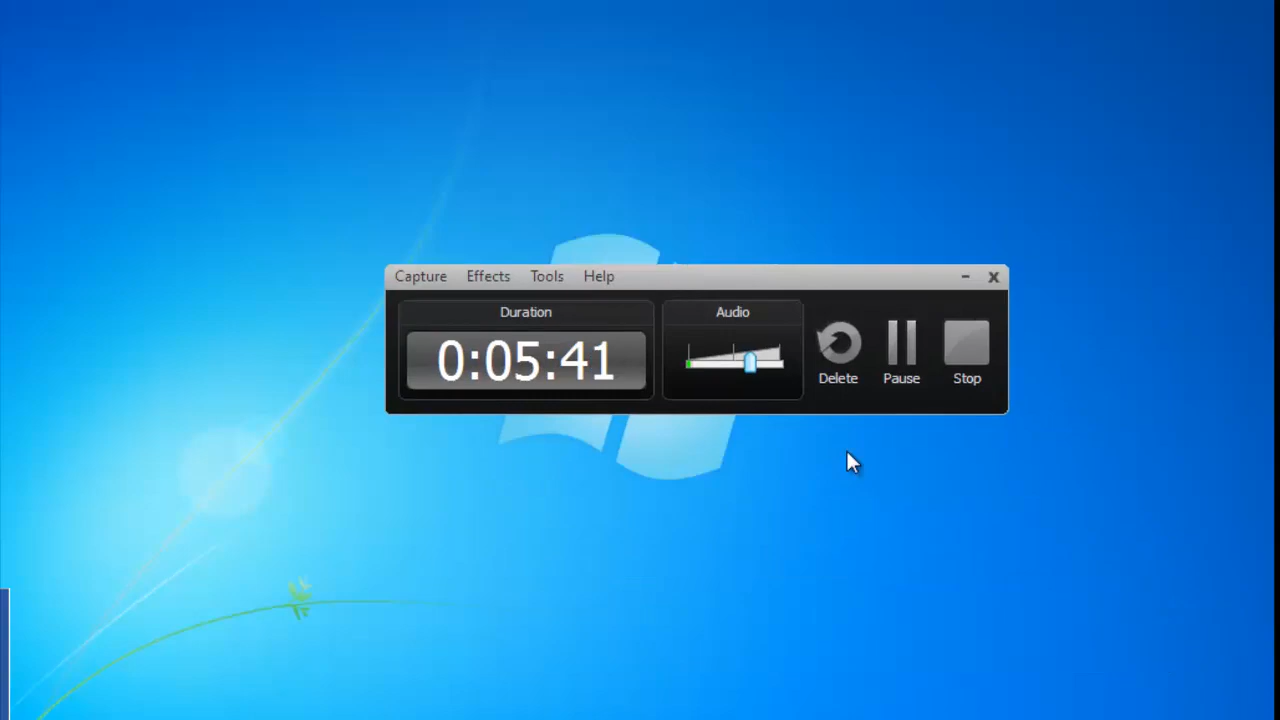 Capture Effects Tools Help
Duration
0:05:41
Audio
Delete Pause Stop